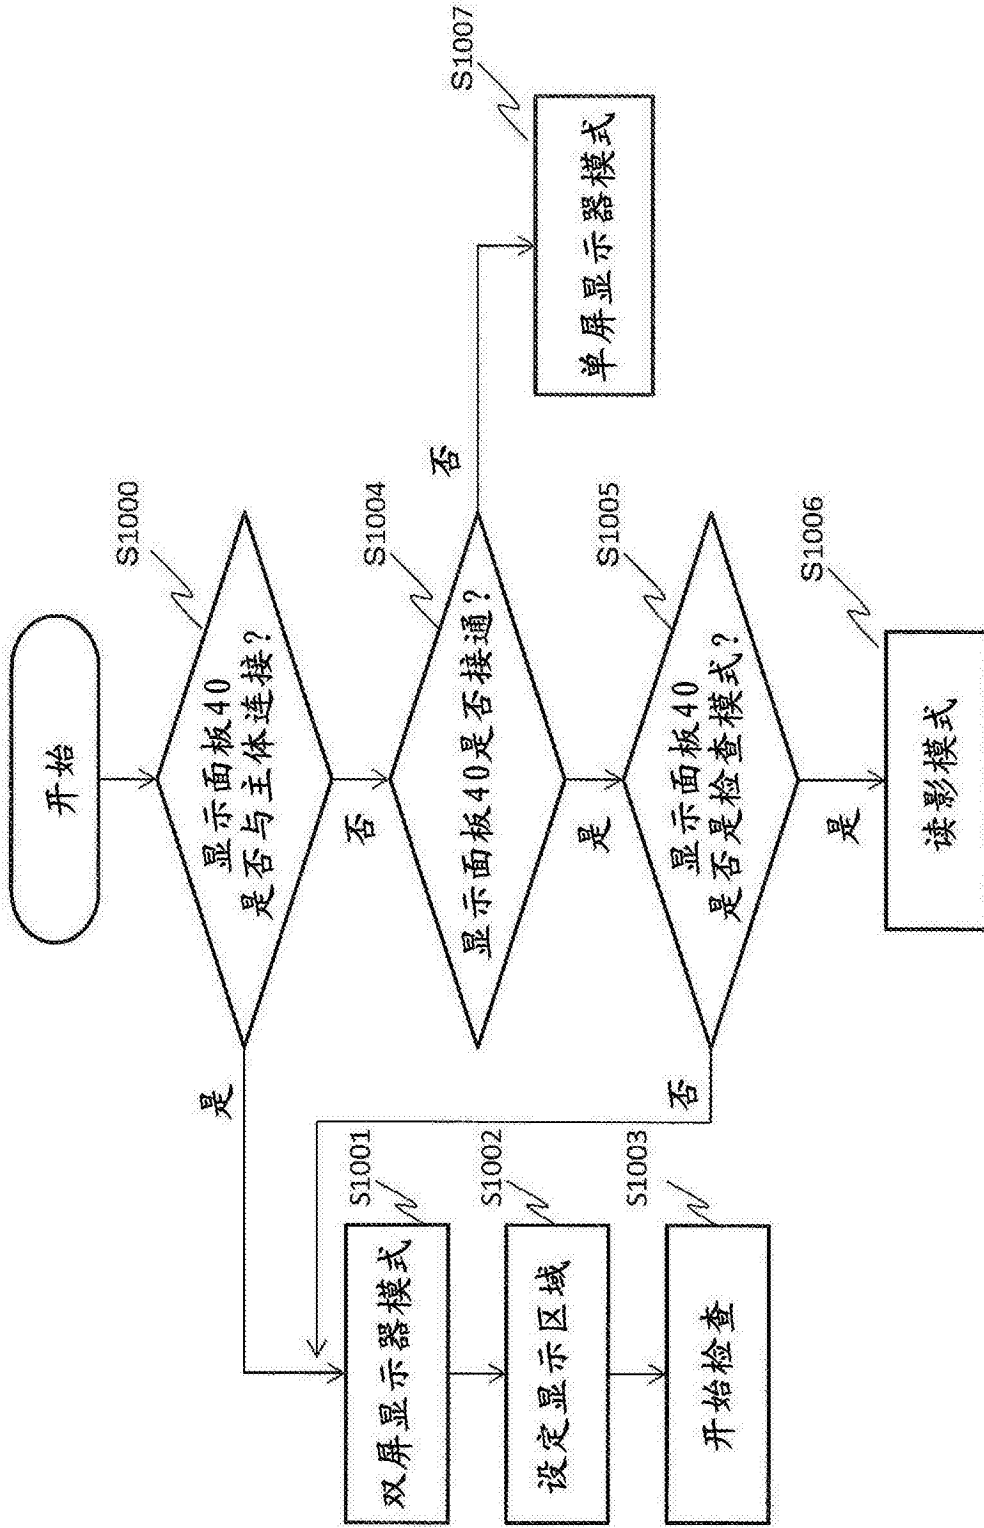 开始
S1000
显示面板40
是否与主体连接？
是
否
S1004
显示面板40是否接通？
否
是
S1007
单屏显示器模式
S1005
显示面板40
是否是检查模式？
否
是
S1006
读影模式
S1001
双屏显示器模式
S1002
设定显示区域
S1003
开始检查